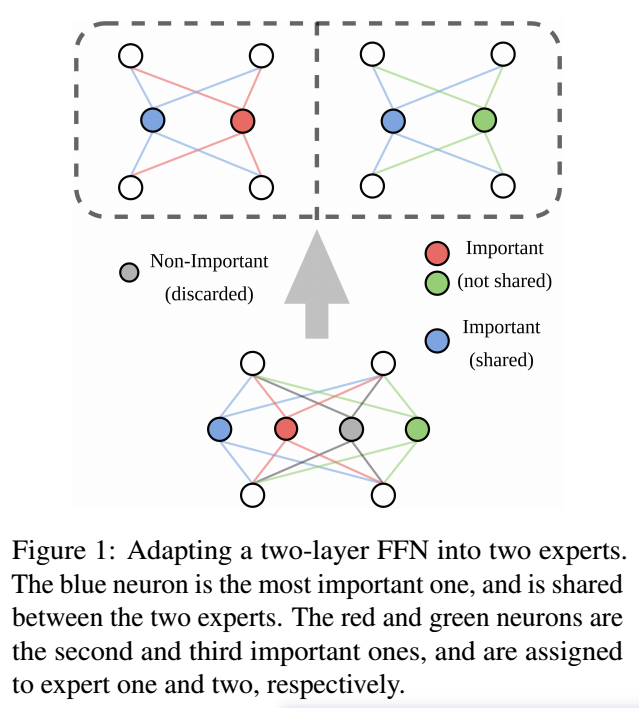 Non-Important
(discarded)
Important
(not shared)
Important
(shared)
Figure 1: Adapting a two-layer FFN into two experts.
The blue neuron is the most important one, and is shared
between the two experts. The red and green neurons are
the second and third important ones, and are assigned
to expert one and two, respectively.